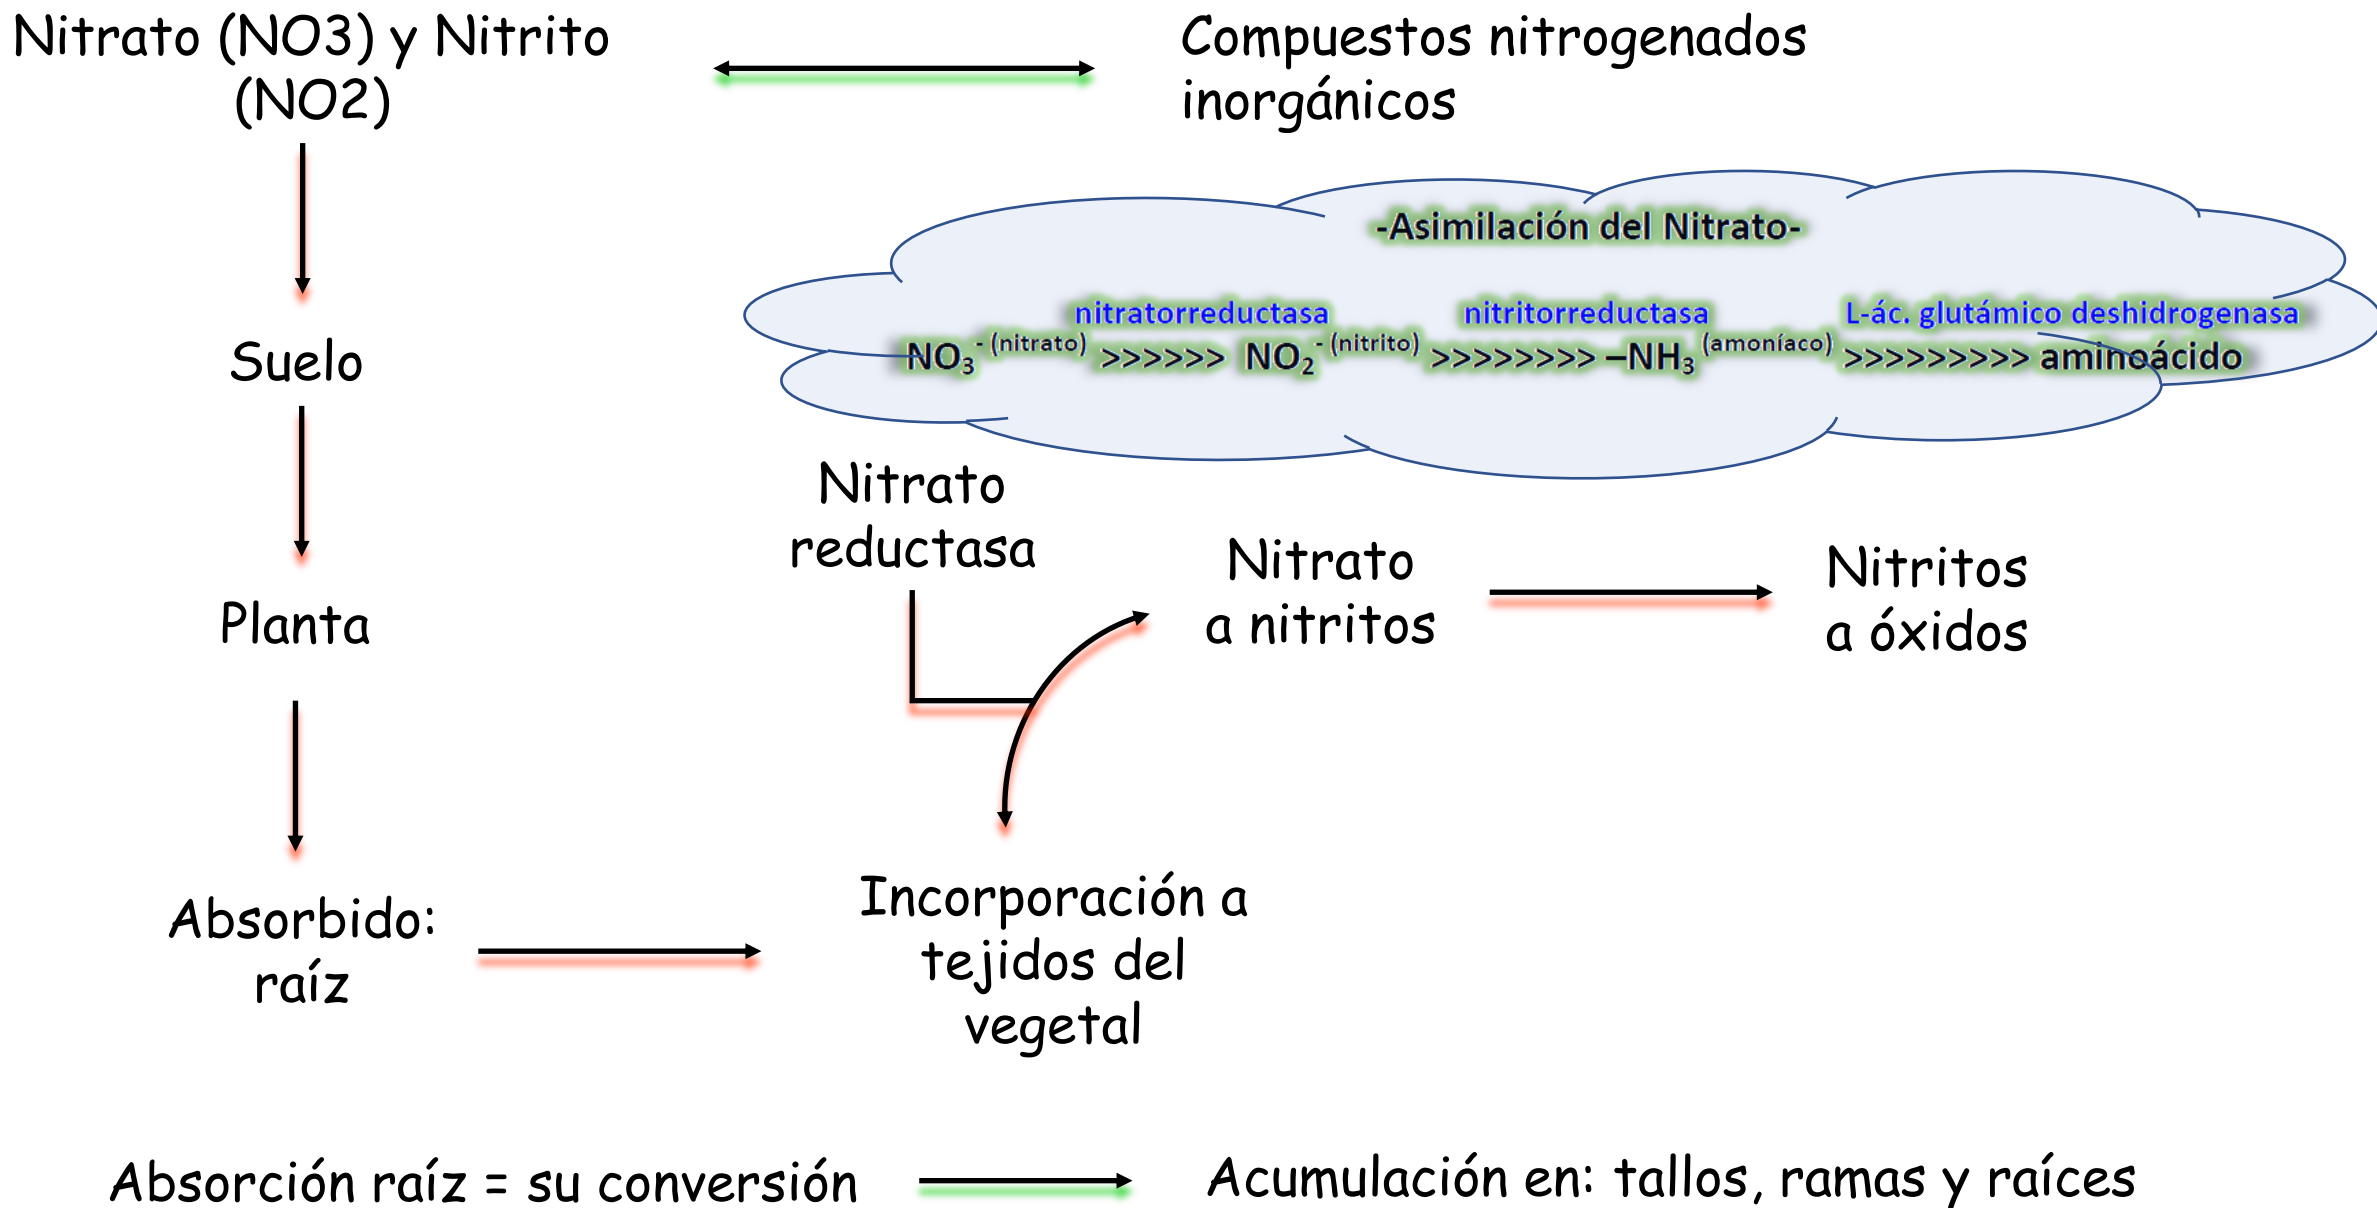 Nitrato (NO3) y Nitrito
(NO2)
Compuestos nitrogenados
inorgánicos
-Asimilación del Nitrato-
nitratorreductasa nitritorreductasa L-ác. glutámico deshidrogenasa
NO₃⁻ (nitrato) >>>>>> NO₂⁻ (nitrito) >>>>>>>> –NH₃ (amoníaco) >>>>>>>>> aminoácido
Suelo
Planta
Absorbido:
raíz
Nitrato
reductasa
Nitrato
a nitritos
Nitritos
a óxidos
Incorporación a
tejidos del
vegetal
Absorción raíz = su conversión
Acumulación en: tallos, ramas y raíces